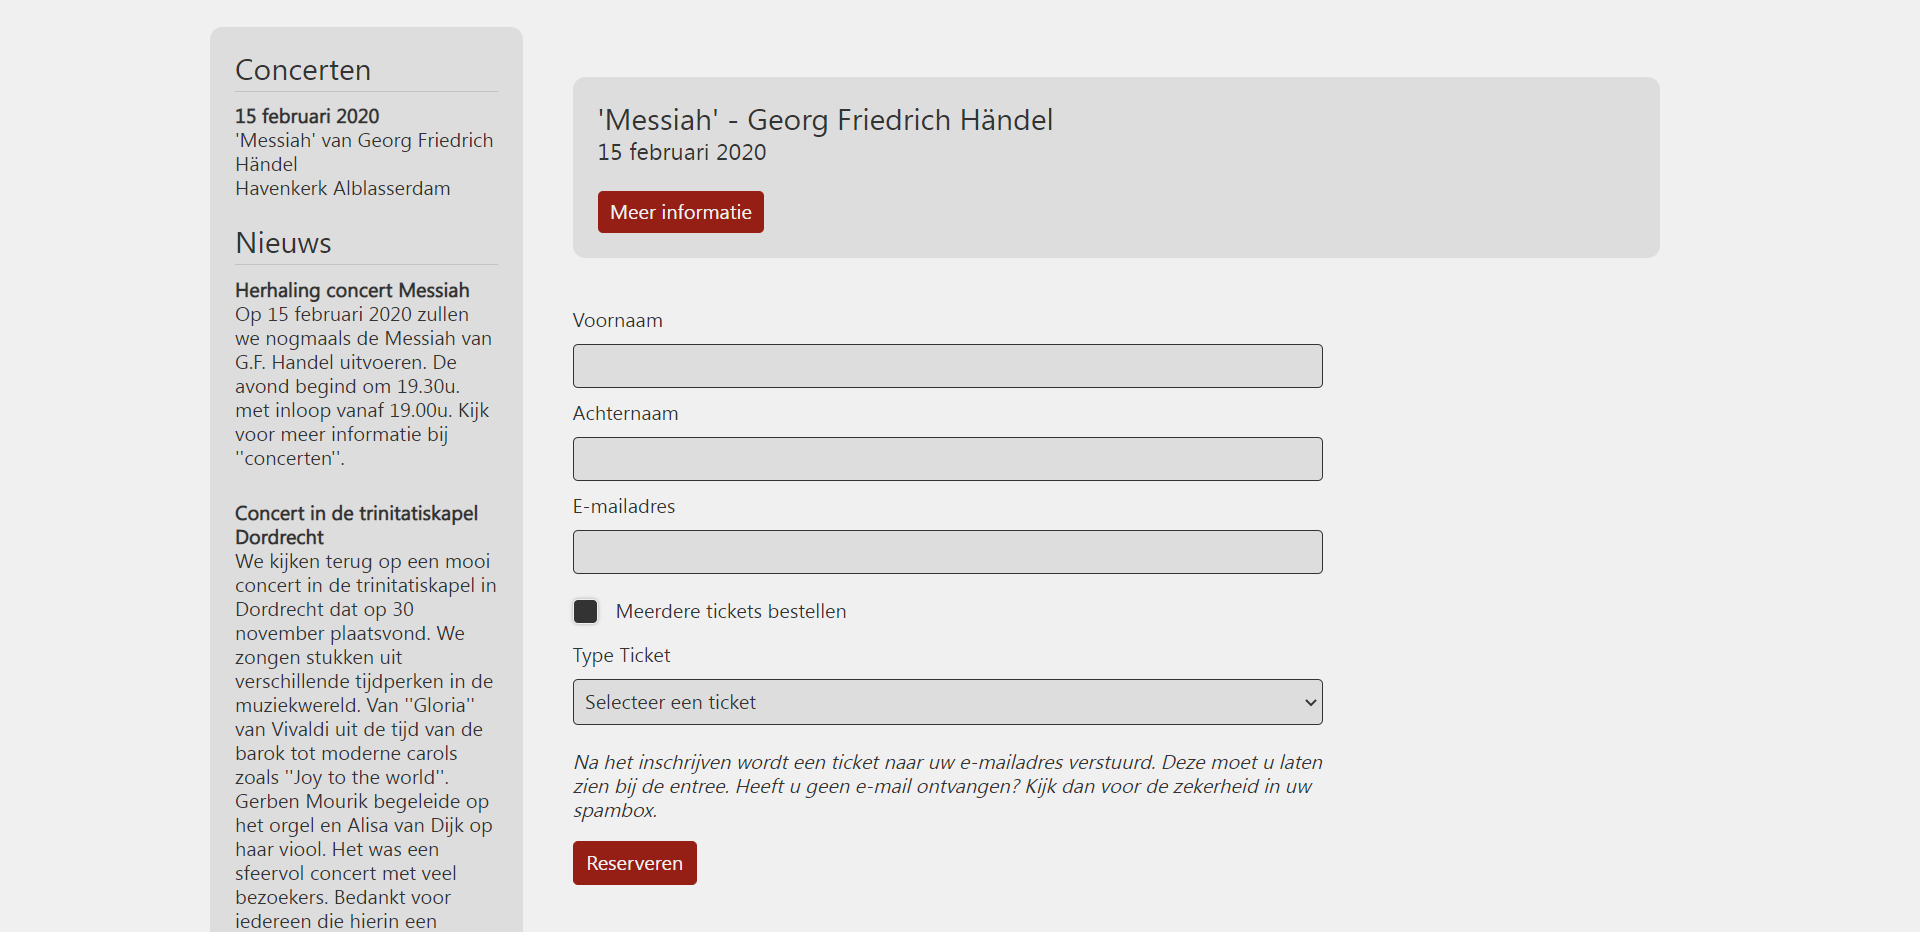 Concerten
15 februari 2020
'Messiah' van Georg Friedrich
Händel
Havenkerk Alblasserdam
Nieuws
Herhaling concert Messiah
Op 15 februari 2020 zullen
we nogmaals de Messiah van
G.F. Handel uitvoeren. De
avond begind om 19.30u.
met inloop vanaf 19.00u. Kijk
voor meer informatie bij
''concerten''.
Concert in de trinitatiskapel
Dordrecht
We kijken terug op een mooi
concert in de trinitatiskapel in
Dordrecht dat op 30
november plaatsvond. We
zongen stukken uit
verschillende tijdperken in de
muziekwereld. Van ''Gloria''
van Vivaldi uit de tijd van de
barok tot moderne carols
zoals ''Joy to the world''.
Gerben Mourik begeleide op
het orgel en Alisa van Dijk op
haar viool. Het was een
sfeervol concert met veel
bezoekers. Bedankt voor
iedereen die hierin een
'Messiah' - Georg Friedrich Händel
15 februari 2020
Meer informatie
Voornaam
Achternaam
E-mailadres
Meerdere tickets bestellen
Type Ticket
Selecteer een ticket
Na het inschrijven wordt een ticket naar uw e-mailadres verstuurd. Deze moet u laten
zien bij de entree. Heeft u geen e-mail ontvangen? Kijk dan voor de zekerheid in uw
spambox.
Reserveren